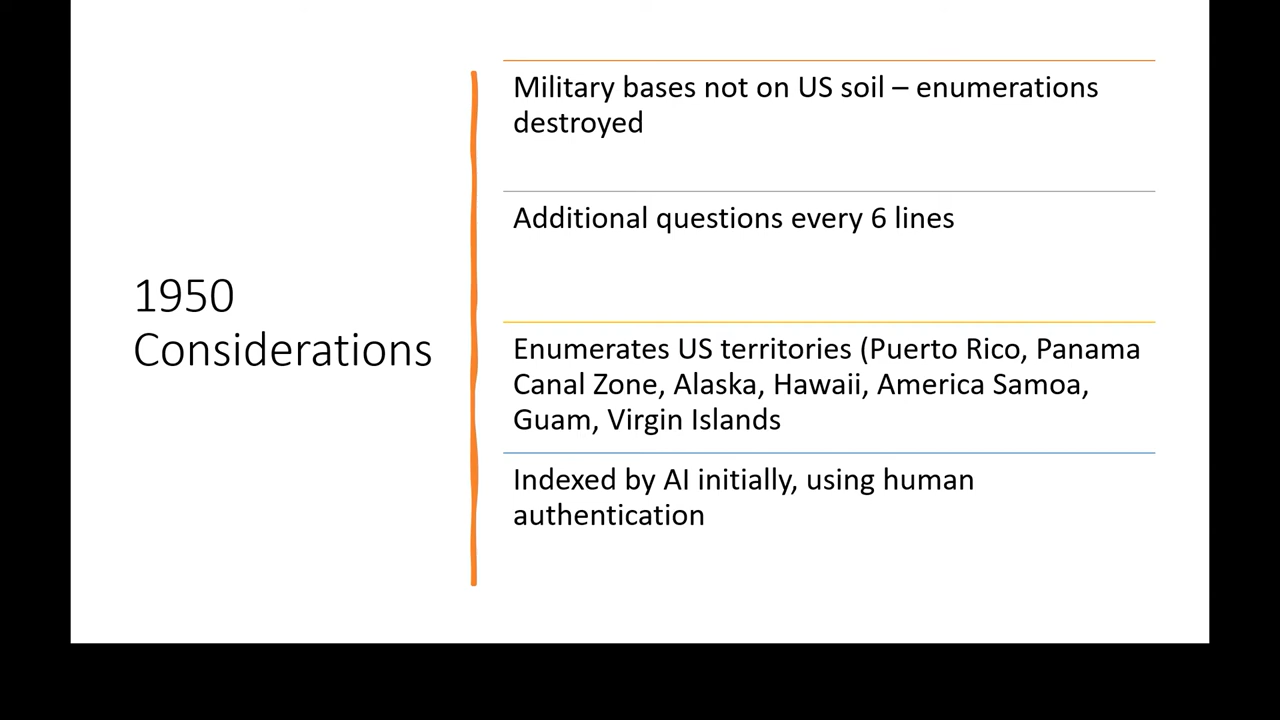 1950
Considerations
Military bases not on US soil – enumerations
destroyed
Additional questions every 6 lines
Enumerates US territories (Puerto Rico, Panama
Canal Zone, Alaska, Hawaii, America Samoa,
Guam, Virgin Islands
Indexed by AI initially, using human
authentication